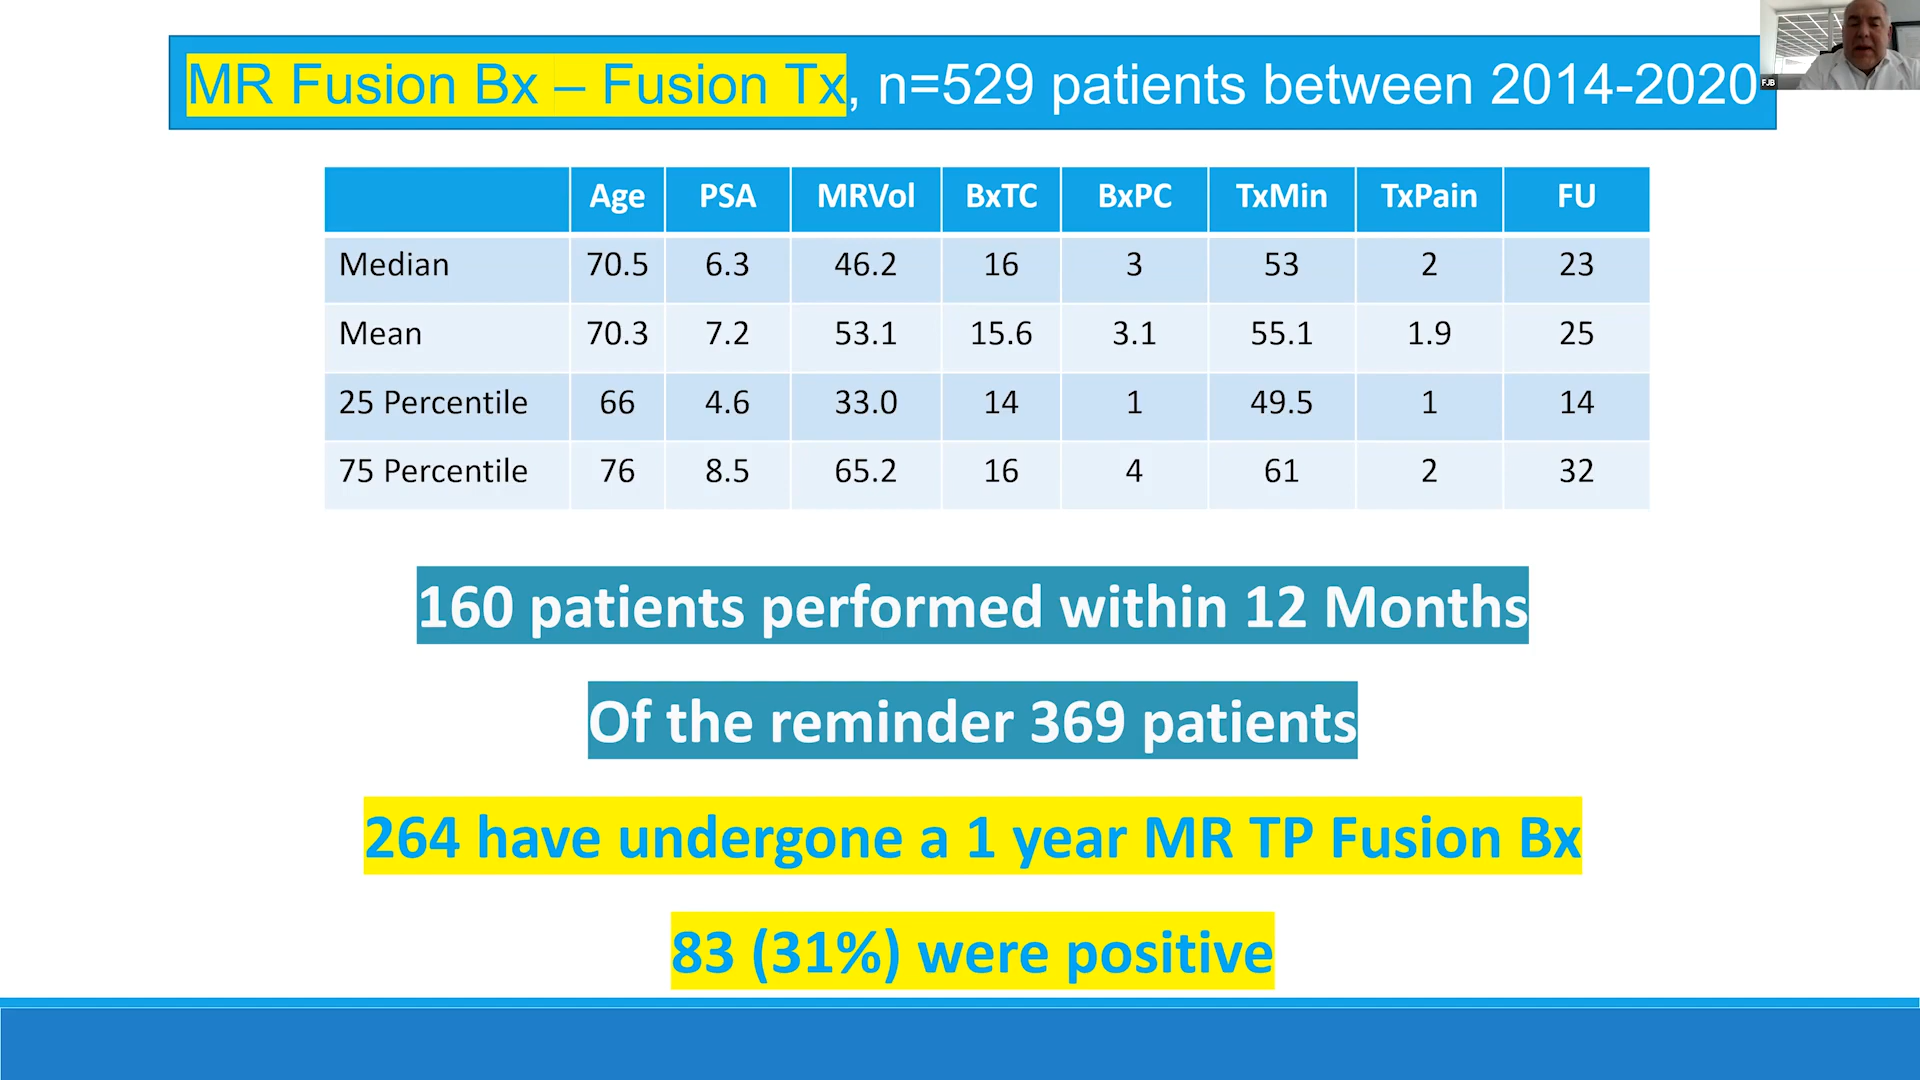 MR Fusion Bx – Fusion Tx, n=529 patients between 2014-2020
FJB
Age PSA MRVol BxTC BxPC TxMin TxPain FU
Median 70.5 6.3 46.2 16 3 53 2 23
Mean 70.3 7.2 53.1 15.6 3.1 55.1 1.9 25
25 Percentile 66 4.6 33.0 14 1 49.5 1 14
75 Percentile 76 8.5 65.2 16 4 61 2 32
160 patients performed within 12 Months
Of the reminder 369 patients
264 have undergone a 1 year MR TP Fusion Bx
83 (31%) were positive